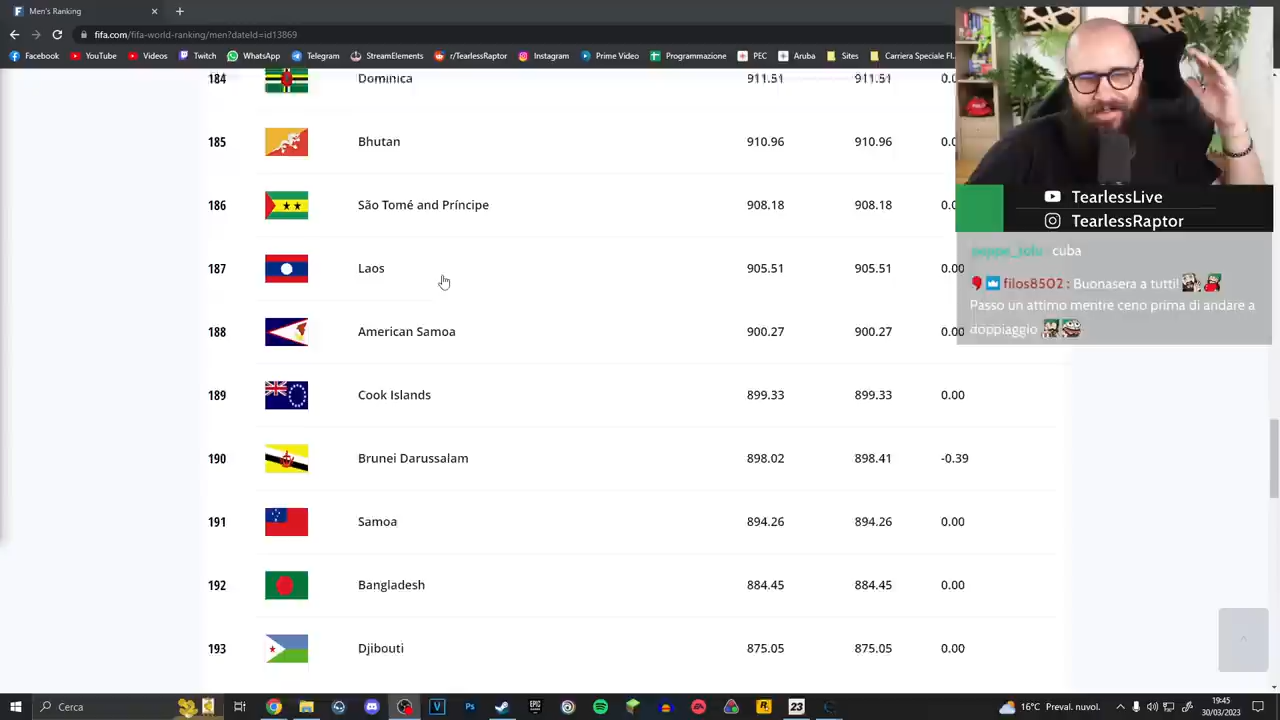 Men's Ranking
fifa.com/fifa-world-ranking/men?dateId=id13869
Facebook YouTube Twitch WhatsApp Telegram StreamElements r/TearlessRaptor Instagram Prime Video Programmazione PEC Aruba Sites Carriera Speciale
184 Dominica 911.51 911.51
185 Bhutan 910.96 910.96
186 São Tomé and Príncipe 908.18 908.18
187 Laos 905.51 905.51 0.00
188 American Samoa 900.27 900.27 0.00
189 Cook Islands 899.33 899.33 0.00
190 Brunei Darussalam 898.02 898.41 -0.39
191 Samoa 894.26 894.26 0.00
192 Bangladesh 884.45 884.45 0.00
193 Djibouti 875.05 875.05 0.00
TearlessLive
TearlessRaptor
cuba
filos8502 : Buonasera a tutti!
Passo un attimo mentre ceno prima di andare a
doppiaggio
Cerca
23
16°C Preval. nuvol.
19:45
30/03/2023